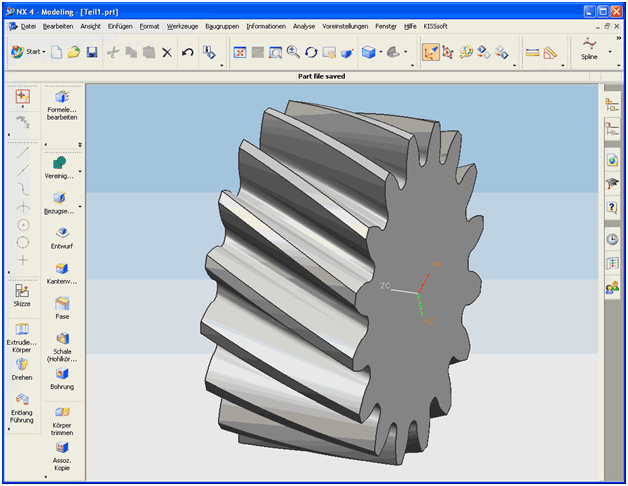 NX 4 - Modeling - [Teil1.prt]
Datei Bearbeiten Ansicht Einfügen Format Werkzeuge Baugruppen Informationen Analyse Voreinstellungen Fenster Hilfe KISSsoft
Start
Spline
Part file saved
Formele...
bearbeiten
Vereinig...
Bezugse...
Entwurf
Kantenv...
Skizze
Fase
Extrudie...
Körper
Schale
(Hohlkör...
Drehen
Bohrung
Entlang
Führung
Körper
trimmen
Assoz.
Kopie
ZC